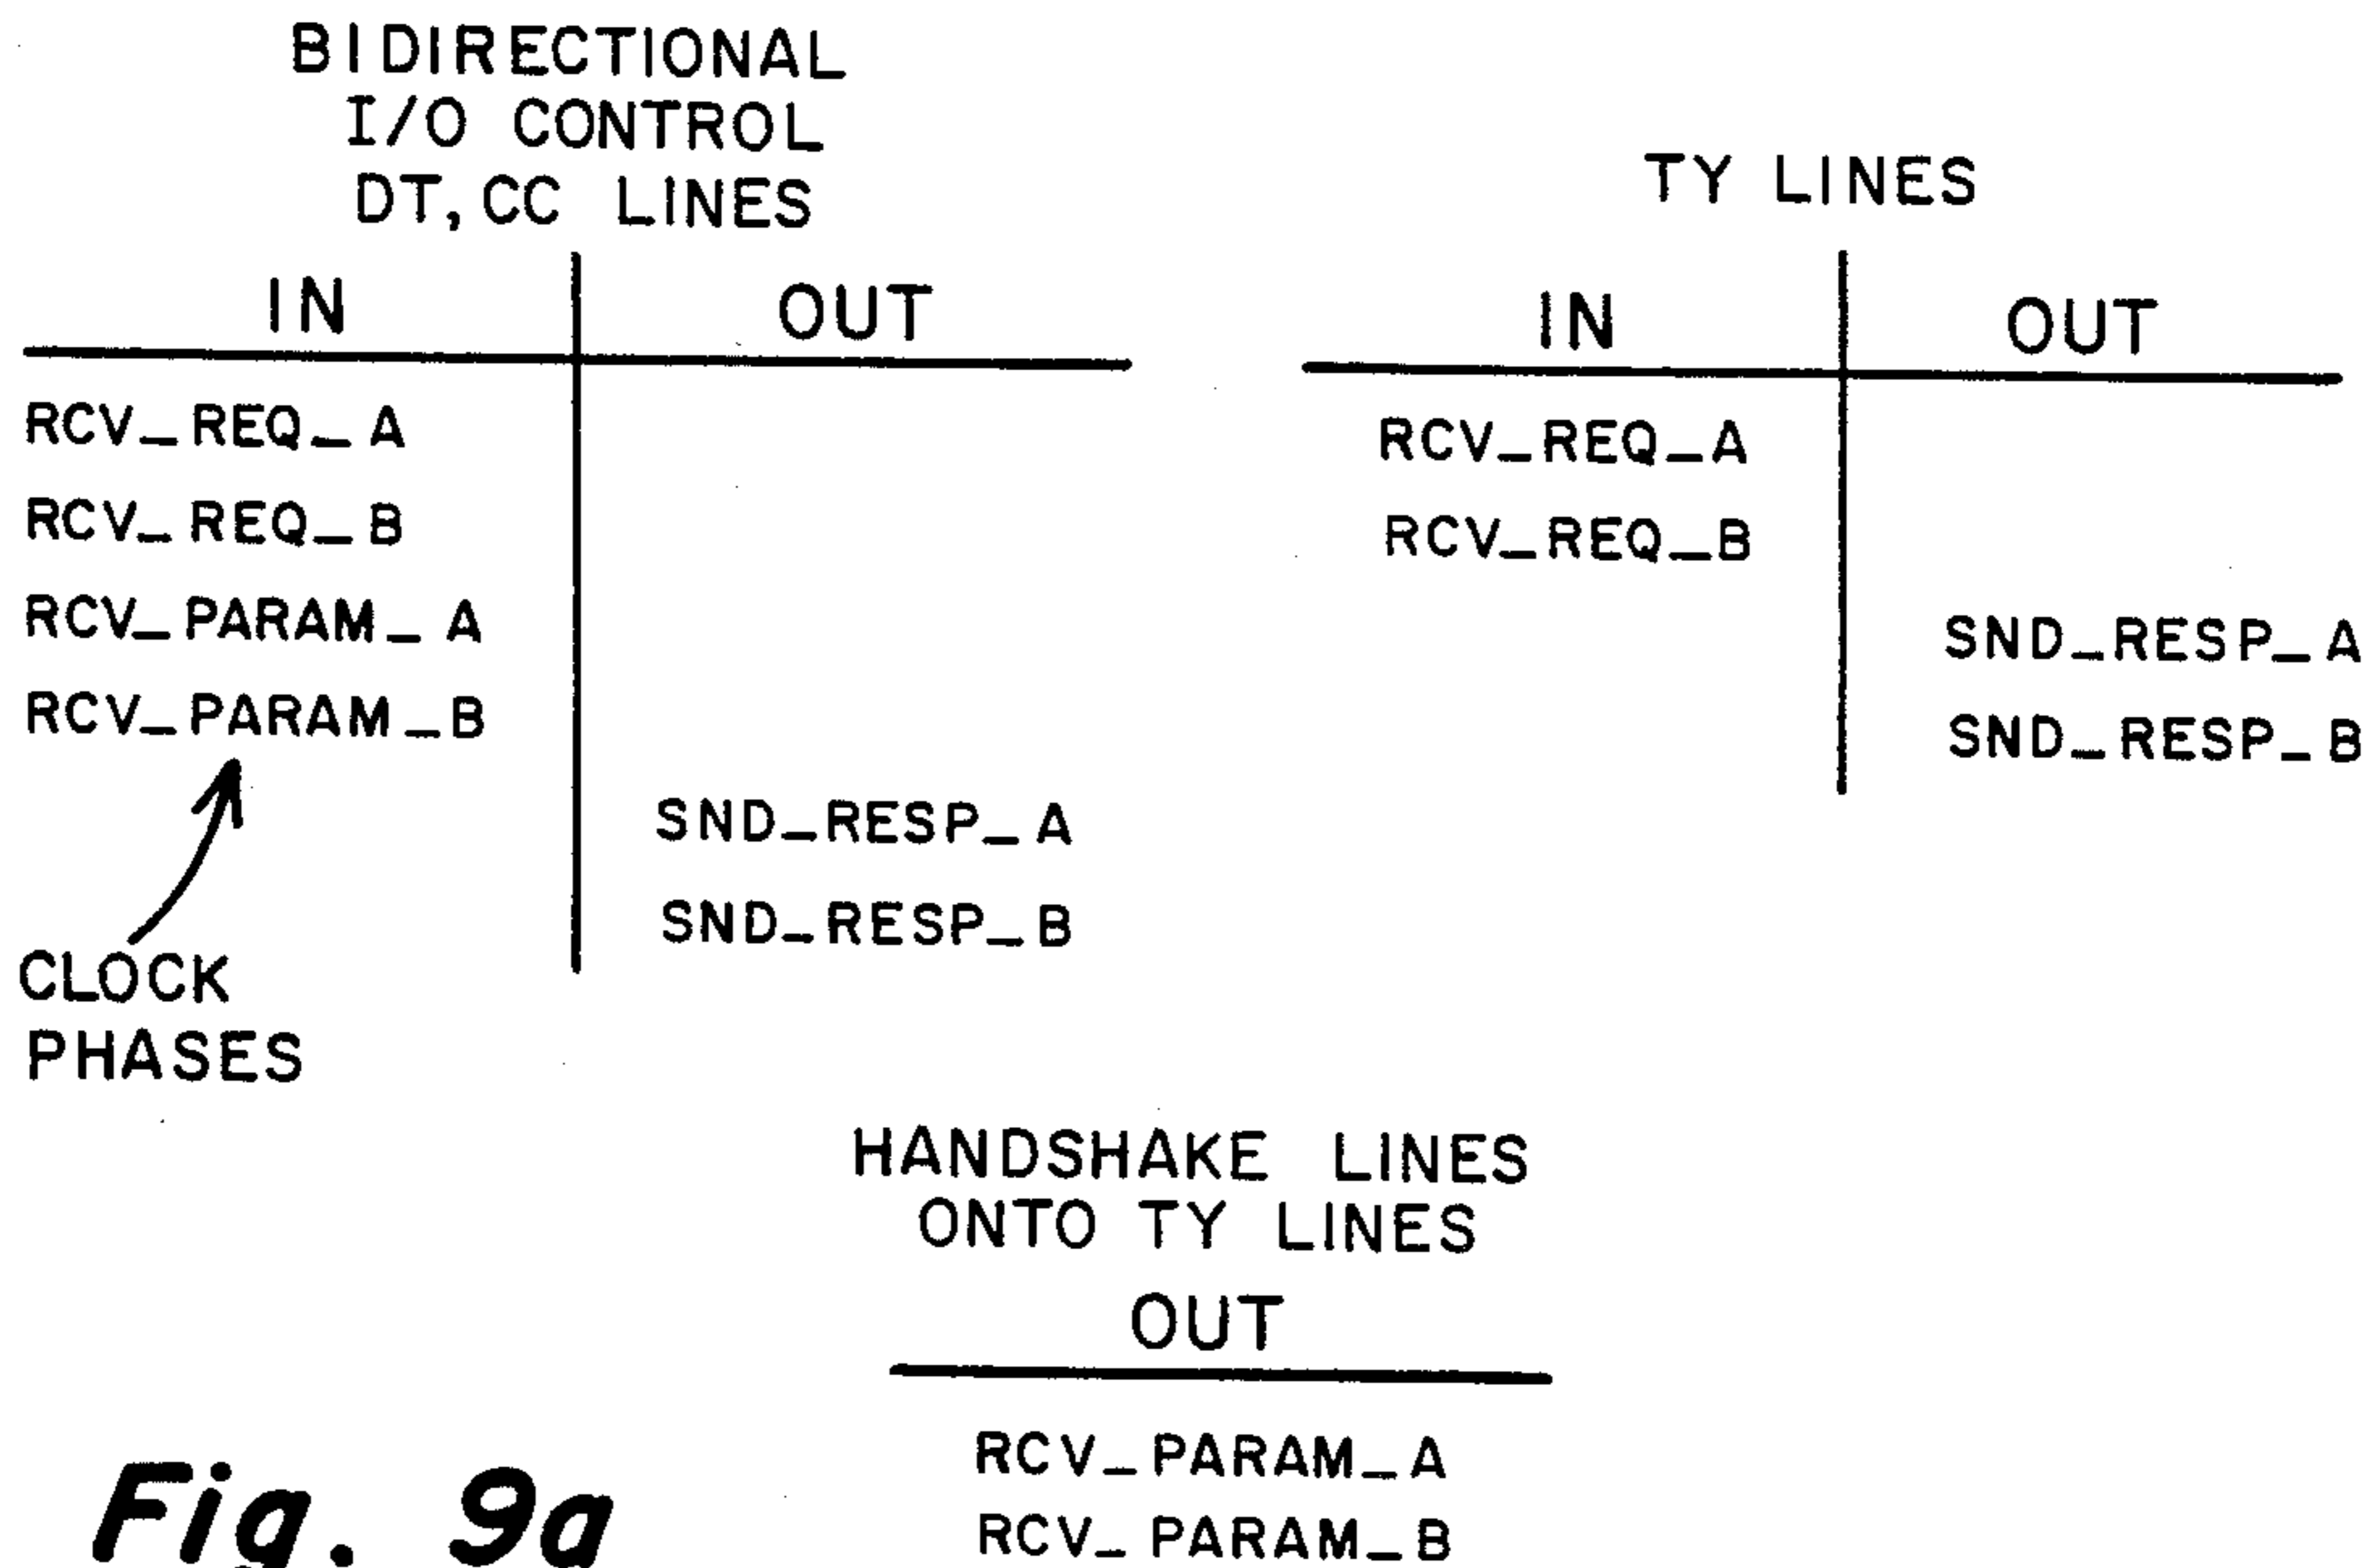 BIDIRECTIONAL
I/O CONTROL
DT, CC LINES
IN
OUT
RCV_REQ_A
RCV_REQ_B
RCV_PARAM_A
RCV_PARAM_B
SND_RESP_A
SND_RESP_B
CLOCK
PHASES
TY LINES
IN
OUT
RCV_REQ_A
RCV_REQ_B
SND_RESP_A
SND_RESP_B
HANDSHAKE LINES
ONTO TY LINES
OUT
RCV_PARAM_A
RCV_PARAM_B
Fig. 9a